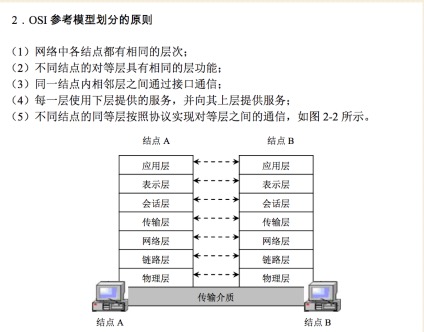 2．OSI 参考模型划分的原则
（1）网络中各结点都有相同的层次；
（2）不同结点的对等层具有相同的层功能；
（3）同一结点内相邻层之间通过接口通信；
（4）每一层使用下层提供的服务，并向其上层提供服务；
（5）不同结点的同等层按照协议实现对等层之间的通信，如图 2-2 所示。
结点 A 结点 B
应用层 应用层
表示层 表示层
会话层 会话层
传输层 传输层
网络层 网络层
链路层 链路层
物理层 物理层
传输介质
结点 A 结点 B